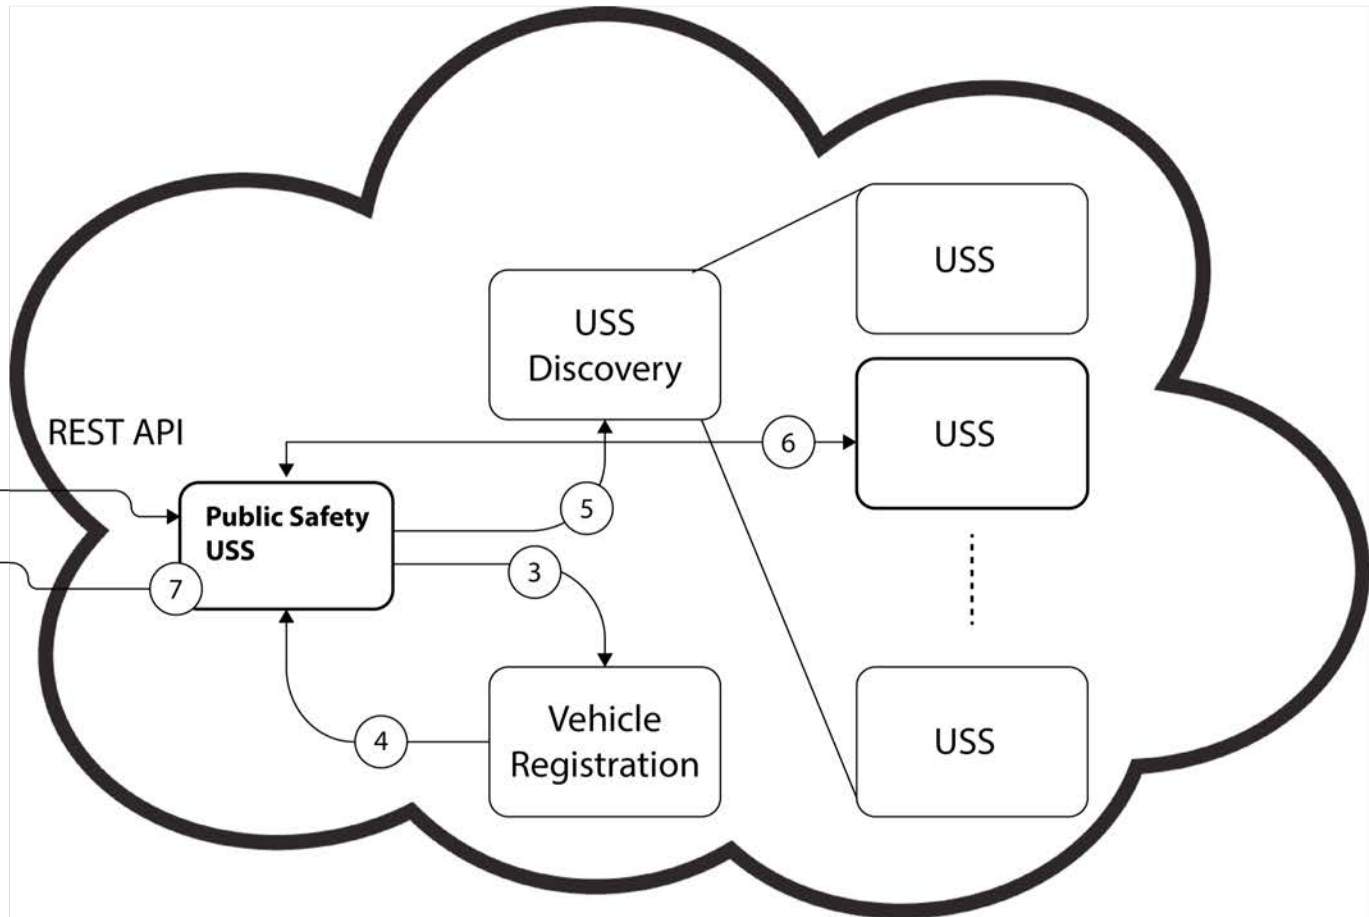 USS
USS
Discovery
REST API
6
USS
5
Public Safety
USS
3
7
Vehicle
Registration
4
USS